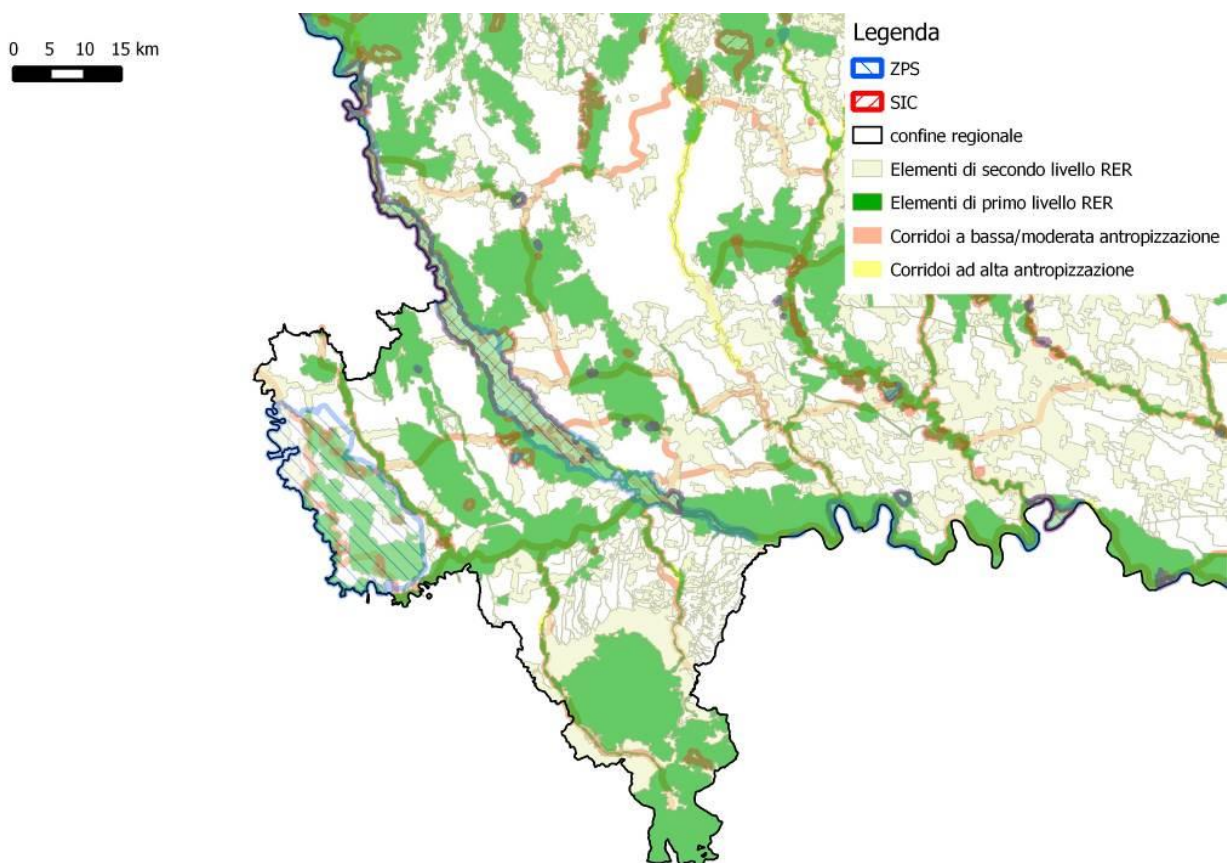 0 5 10 15 km
Legenda
ZPS
SIC
confine regionale
Elementi di secondo livello RER
Elementi di primo livello RER
Corridoi a bassa/moderata antropizzazione
Corridoi ad alta antropizzazione